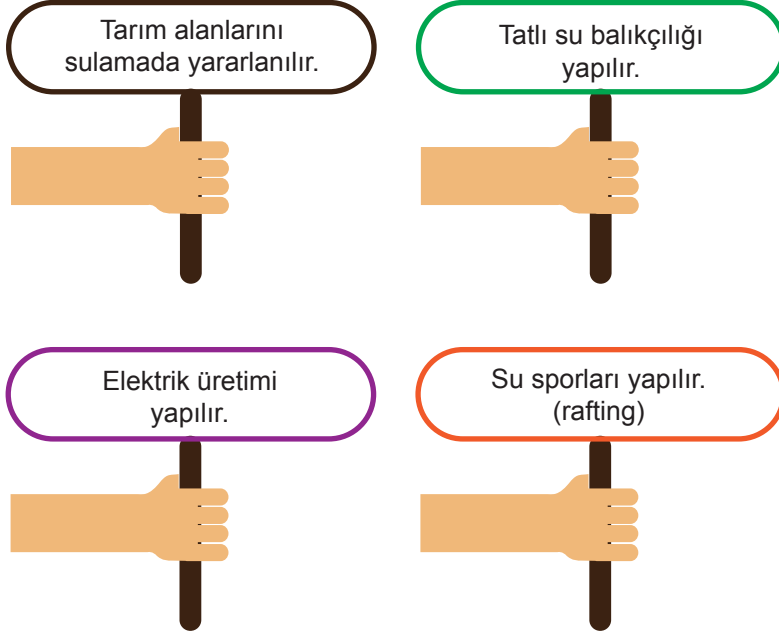 Tarım alanlarını
sulamada yararlanılır.
Tatlı su balıkçılığı
yapılır.
Elektrik üretimi
yapılır.
Su sporları yapılır.
(rafting)